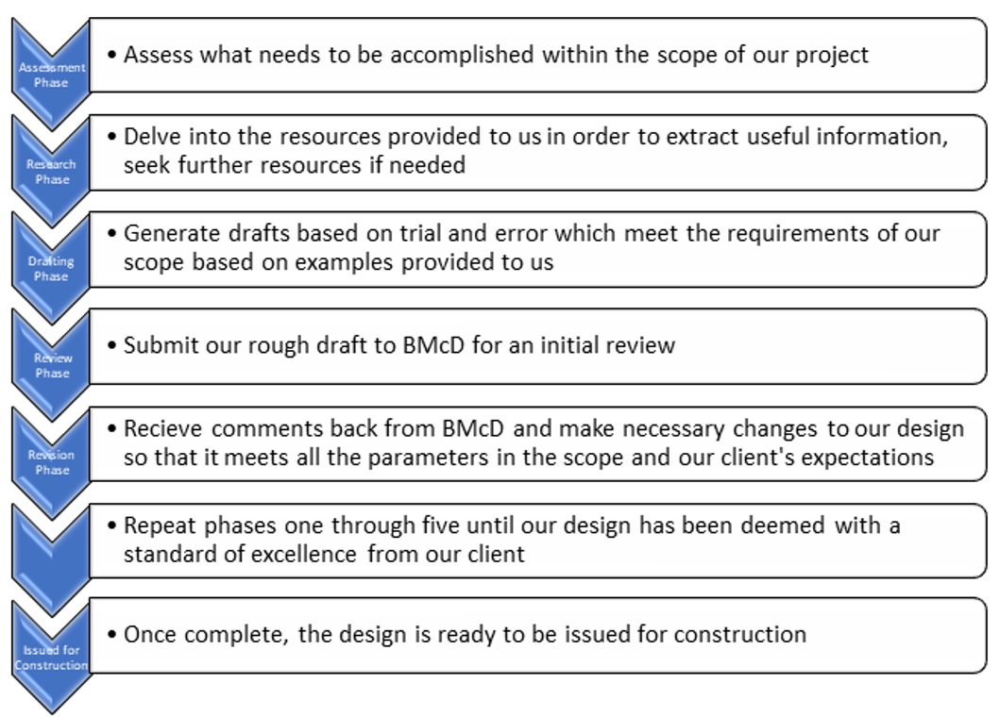 Assessment
Phase
• Assess what needs to be accomplished within the scope of our project
Research
Phase
• Delve into the resources provided to us in order to extract useful information,
seek further resources if needed
Drafting
Phase
• Generate drafts based on trial and error which meet the requirements of our
scope based on examples provided to us
Review
Phase
• Submit our rough draft to BMcD for an initial review
Revision
Phase
• Recieve comments back from BMcD and make necessary changes to our design
so that it meets all the parameters in the scope and our client's expectations
• Repeat phases one through five until our design has been deemed with a
standard of excellence from our client
Issued for
Construction
• Once complete, the design is ready to be issued for construction